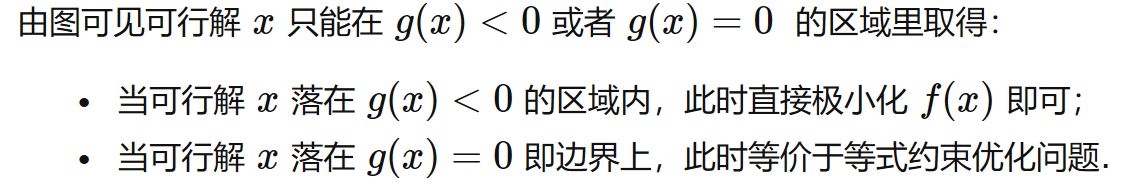 由图可见可行解 x 只能在 g(x) < 0 或者 g(x) = 0 的区域里取得：
• 当可行解 x 落在 g(x) < 0 的区域内，此时直接极小化 f(x) 即可；
• 当可行解 x 落在 g(x) = 0 即边界上，此时等价于等式约束优化问题.